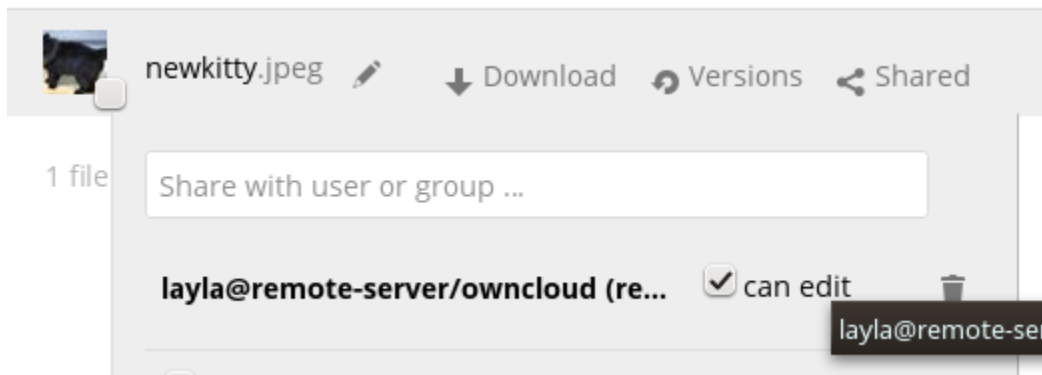 newkitty.jpeg Download Versions Shared
1 file
Share with user or group ...
layla@remote-server/owncloud (re... can edit
layla@remote-ser